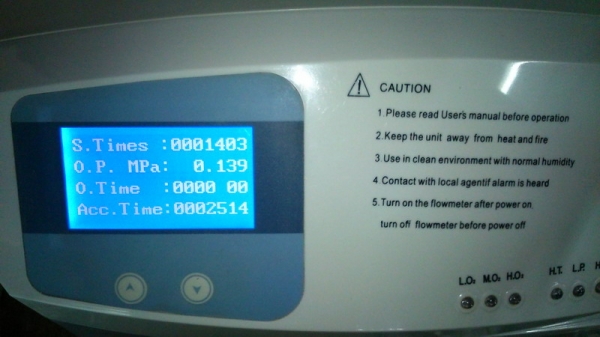 S.Times :0001403
O.P. MPa: 0.139
O.Time :0000 00
Acc.Time:0002514
CAUTION
1.Please read User's manual before operation
2.Keep the unit away from heat and fire
3.Use in clean environment with normal humidity
4.Contact with local agentif alarm is heard
5.Turn on the flowmeter after power on
turn off flowmeter before power off
L.O₂ M.O₂ H.O₂ H.T. L.P.